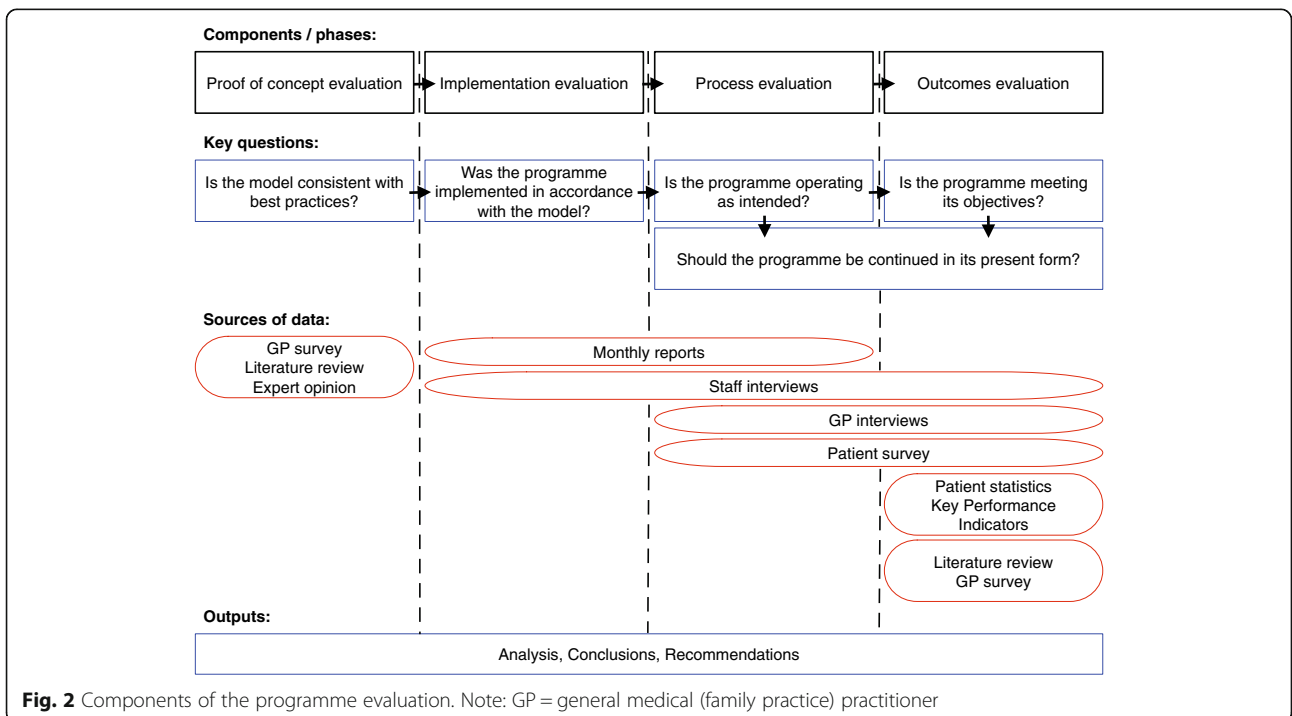 Components / phases:
Proof of concept evaluation
Implementation evaluation
Process evaluation
Outcomes evaluation
Key questions:
Is the model consistent with
best practices?
Was the programme
implemented in accordance
with the model?
Is the programme operating
as intended?
Is the programme meeting
its objectives?
Should the programme be continued in its present form?
Sources of data:
GP survey
Literature review
Expert opinion
Monthly reports
Staff interviews
GP interviews
Patient survey
Patient statistics
Key Performance
Indicators
Literature review
GP survey
Outputs:
Analysis, Conclusions, Recommendations
Fig. 2 Components of the programme evaluation. Note: GP = general medical (family practice) practitioner